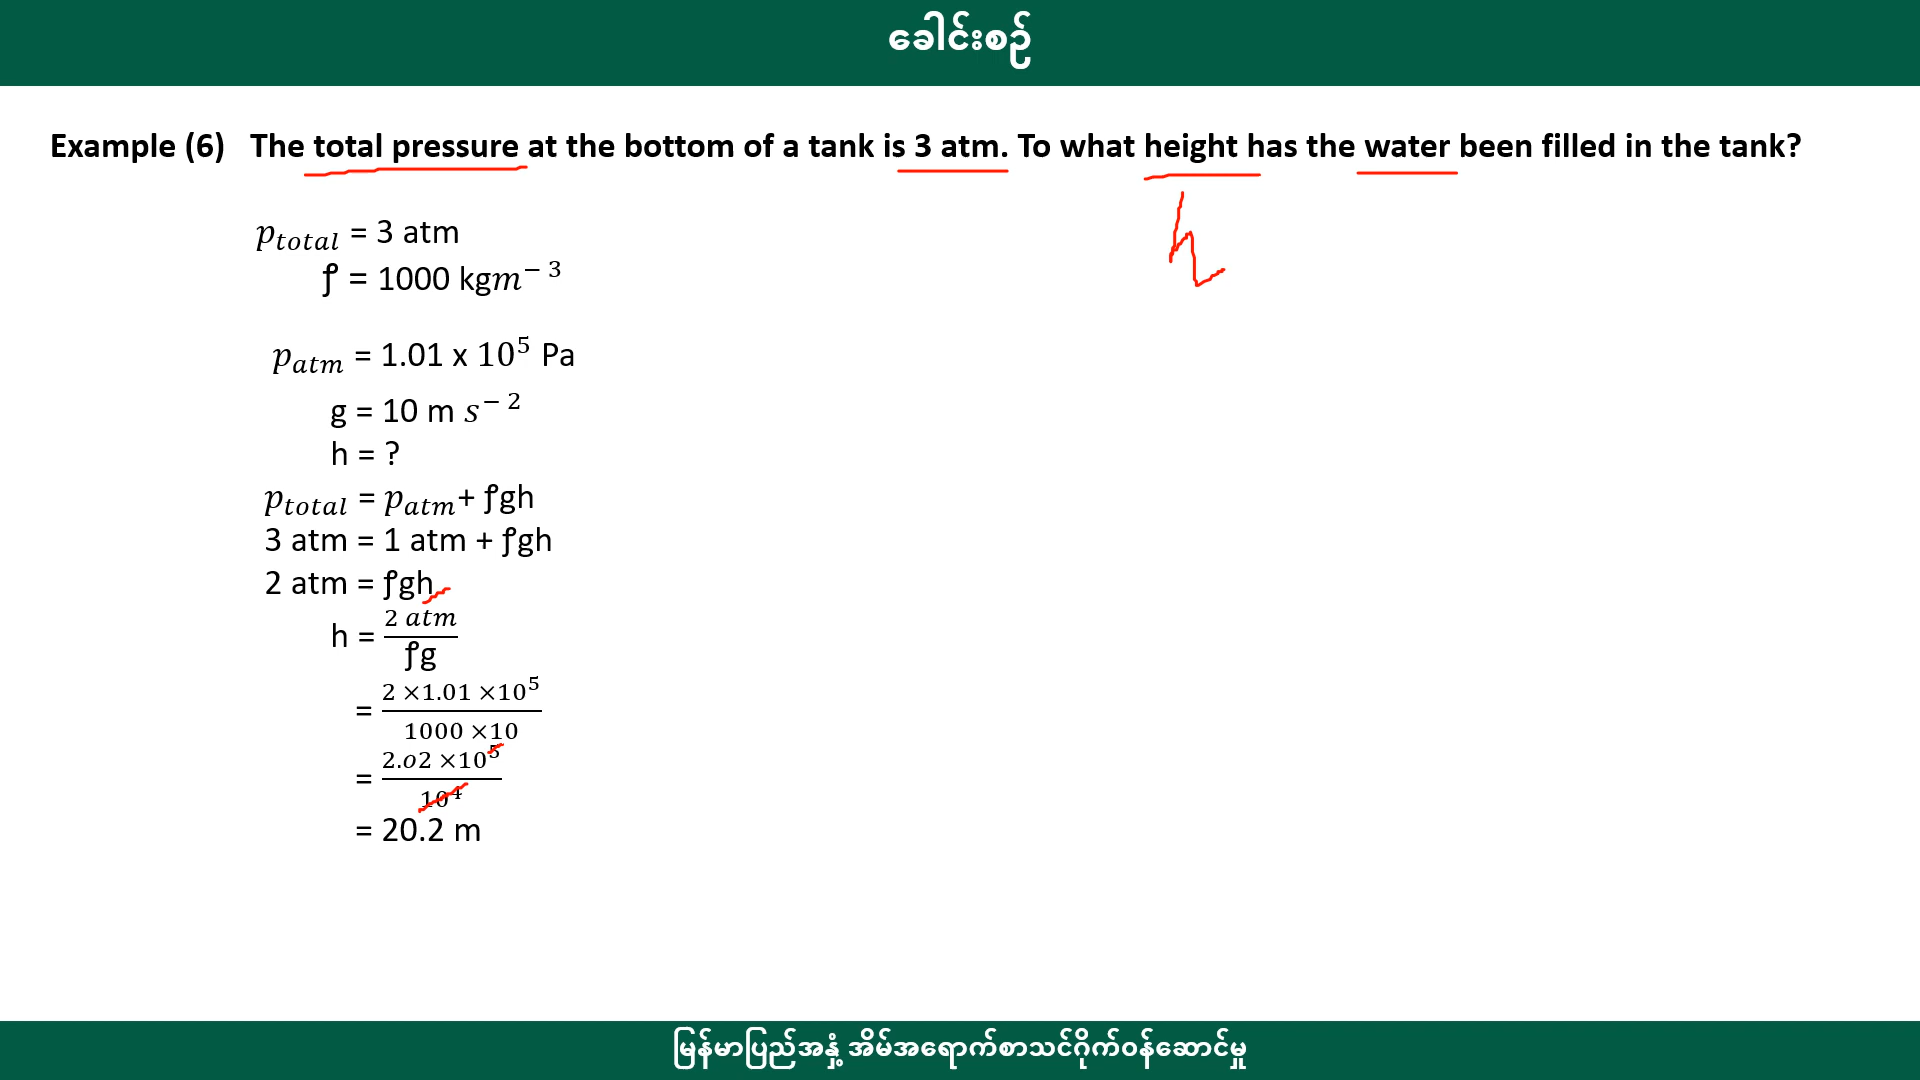 ခေါင်းစဉ်
Example (6) The total pressure at the bottom of a tank is 3 atm. To what height has the water been filled in the tank?
h
p_total = 3 atm
ƒ = 1000 kgm^{- 3}
p_atm = 1.01 x 10^5 Pa
g = 10 m s^{- 2}
h = ?
p_total = p_atm+ ƒgh
3 atm = 1 atm + ƒgh
2 atm = ƒgh
h = 2 atm / ƒg
= 2 ×1.01 ×10^5 / 1000 ×10
= 2.o2 ×10^5 / 10^4
= 20.2 m
မြန်မာပြည်အနှံ့ အိမ်အရောက်စာသင်ဂိုက်ဝန်ဆောင်မှု